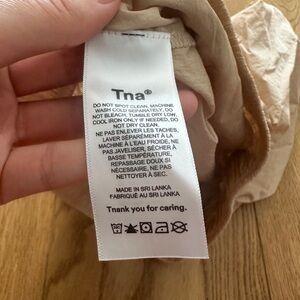 Tna®
DO NOT SPOT CLEAN, MACHINE
WASH COLD SEPARATELY, DO
NOT BLEACH, TUMBLE DRY LOW,
COOL IRON ONLY IF NEEDED, DO
NOT DRY CLEAN.
NE PAS ENLEVER LES TACHES,
LAVER SÉPARÉMENT À LA
MACHINE À L'EAU FROIDE, NE
PAS JAVELISER, SÉCHER À
BASSE TEMPÉRATURE,
REPASSAGE DOUX SI
NÉCESSAIRE, NE PAS
NETTOYER À SEC.
MADE IN SRI LANKA
FABRIQUÉ AU SRI LANKA
Tnank you for caring.